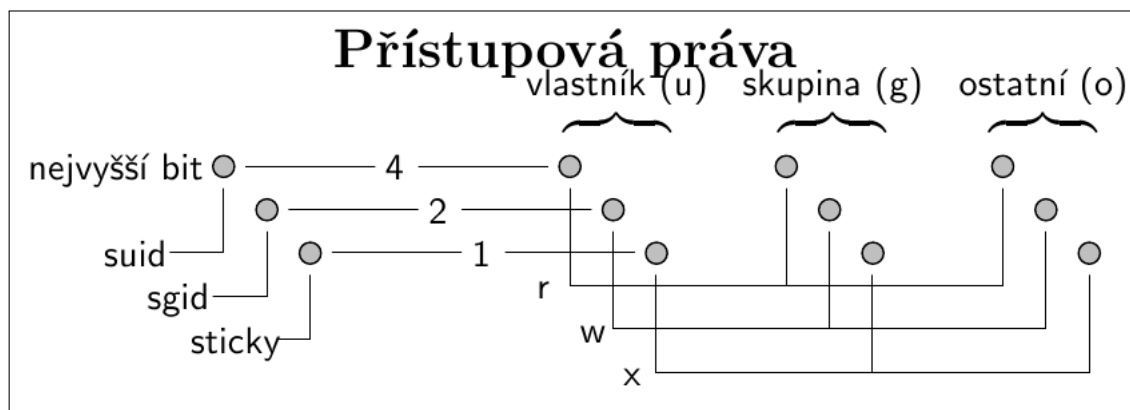 Přístupová práva
vlastník (u) skupina (g) ostatní (o)
nejvyšší bit 4
2
suid 1
sgid r
sticky w
x